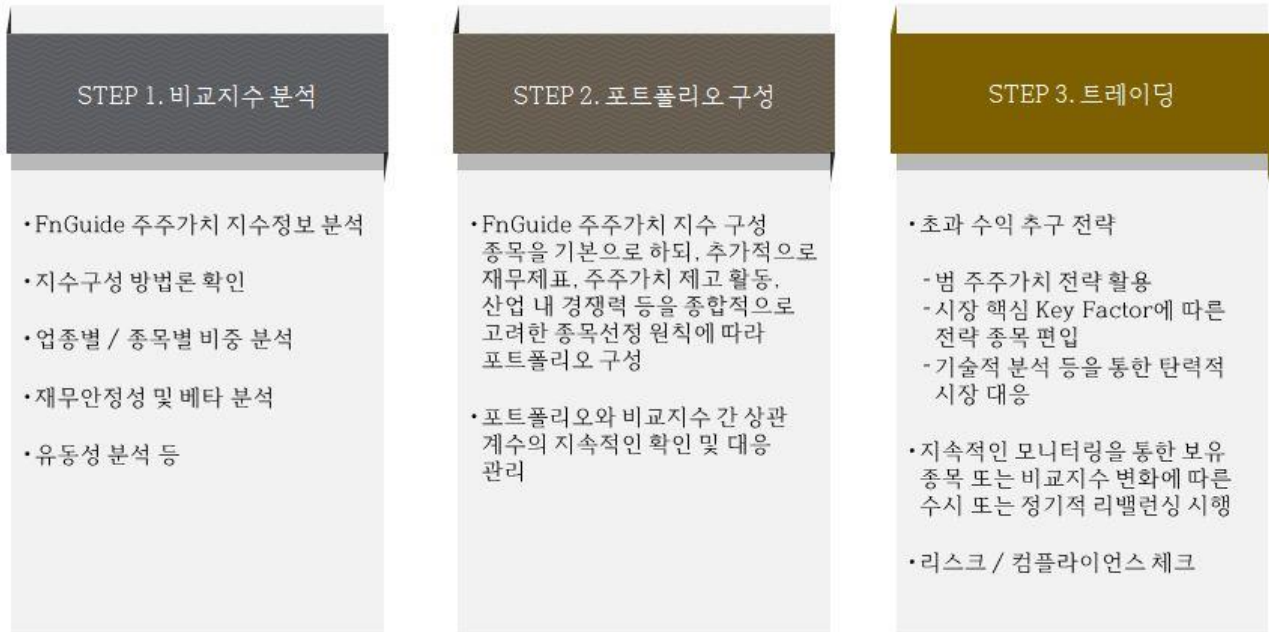 STEP 1. 비교지수 분석
・FnGuide 주주가치 지수정보 분석
・지수구성 방법론 확인
・업종별 / 종목별 비중 분석
・재무안정성 및 베타 분석
・유동성 분석 등
STEP 2. 포트폴리오 구성
・FnGuide 주주가치 지수 구성
종목을 기본으로 하되, 추가적으로
재무제표, 주주가치 제고 활동,
산업 내 경쟁력 등을 종합적으로
고려한 종목선정 원칙에 따라
포트폴리오 구성
・포트폴리오와 비교지수 간 상관
계수의 지속적인 확인 및 대응
관리
STEP 3. 트레이딩
・초과 수익 추구 전략
-범 주주가치 전략 활용
-시장 핵심 Key Factor에 따른
전략 종목 편입
-기술적 분석 등을 통한 탄력적
시장 대응
・지속적인 모니터링을 통한 보유
종목 또는 비교지수 변화에 따른
수시 또는 정기적 리밸런싱 시행
・리스크 / 컴플라이언스 체크